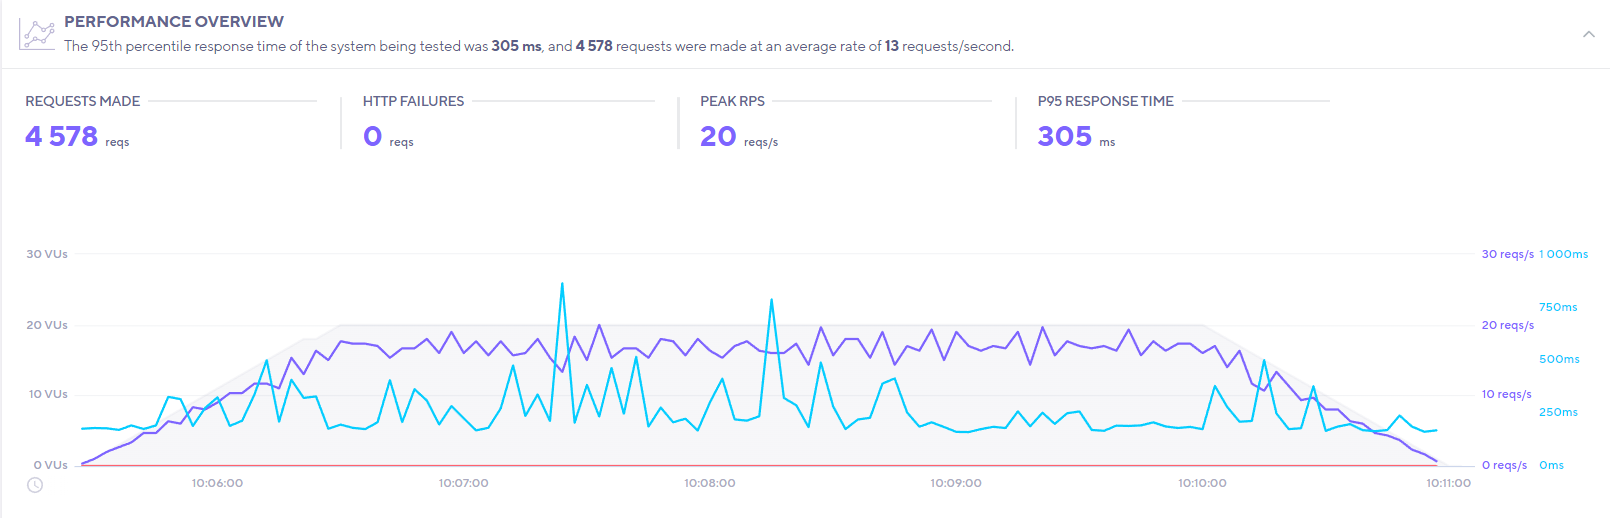 PERFORMANCE OVERVIEW
The 95th percentile response time of the system being tested was 305 ms, and 4 578 requests were made at an average rate of 13 requests/second.
REQUESTS MADE
4 578 reqs
HTTP FAILURES
0 reqs
PEAK RPS
20 reqs/s
P95 RESPONSE TIME
305 ms
30 VUs
20 VUs
10 VUs
0 VUs
30 reqs/s
20 reqs/s
10 reqs/s
0 reqs/s
1 000ms
750ms
500ms
250ms
0ms
10:06:00
10:07:00
10:08:00
10:09:00
10:10:00
10:11:00